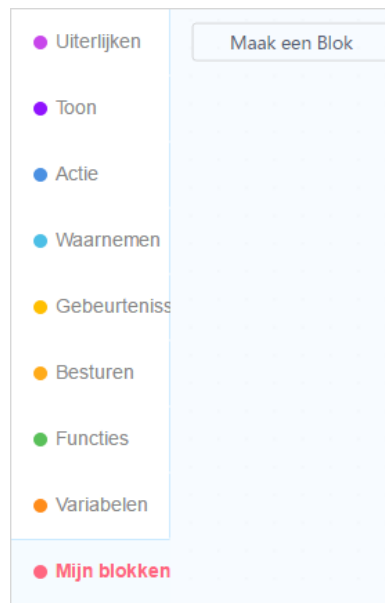 Uiterlijken
Maak een Blok
Toon
Actie
Waarnemen
Gebeurteniss
Besturen
Functies
Variabelen
Mijn blokken